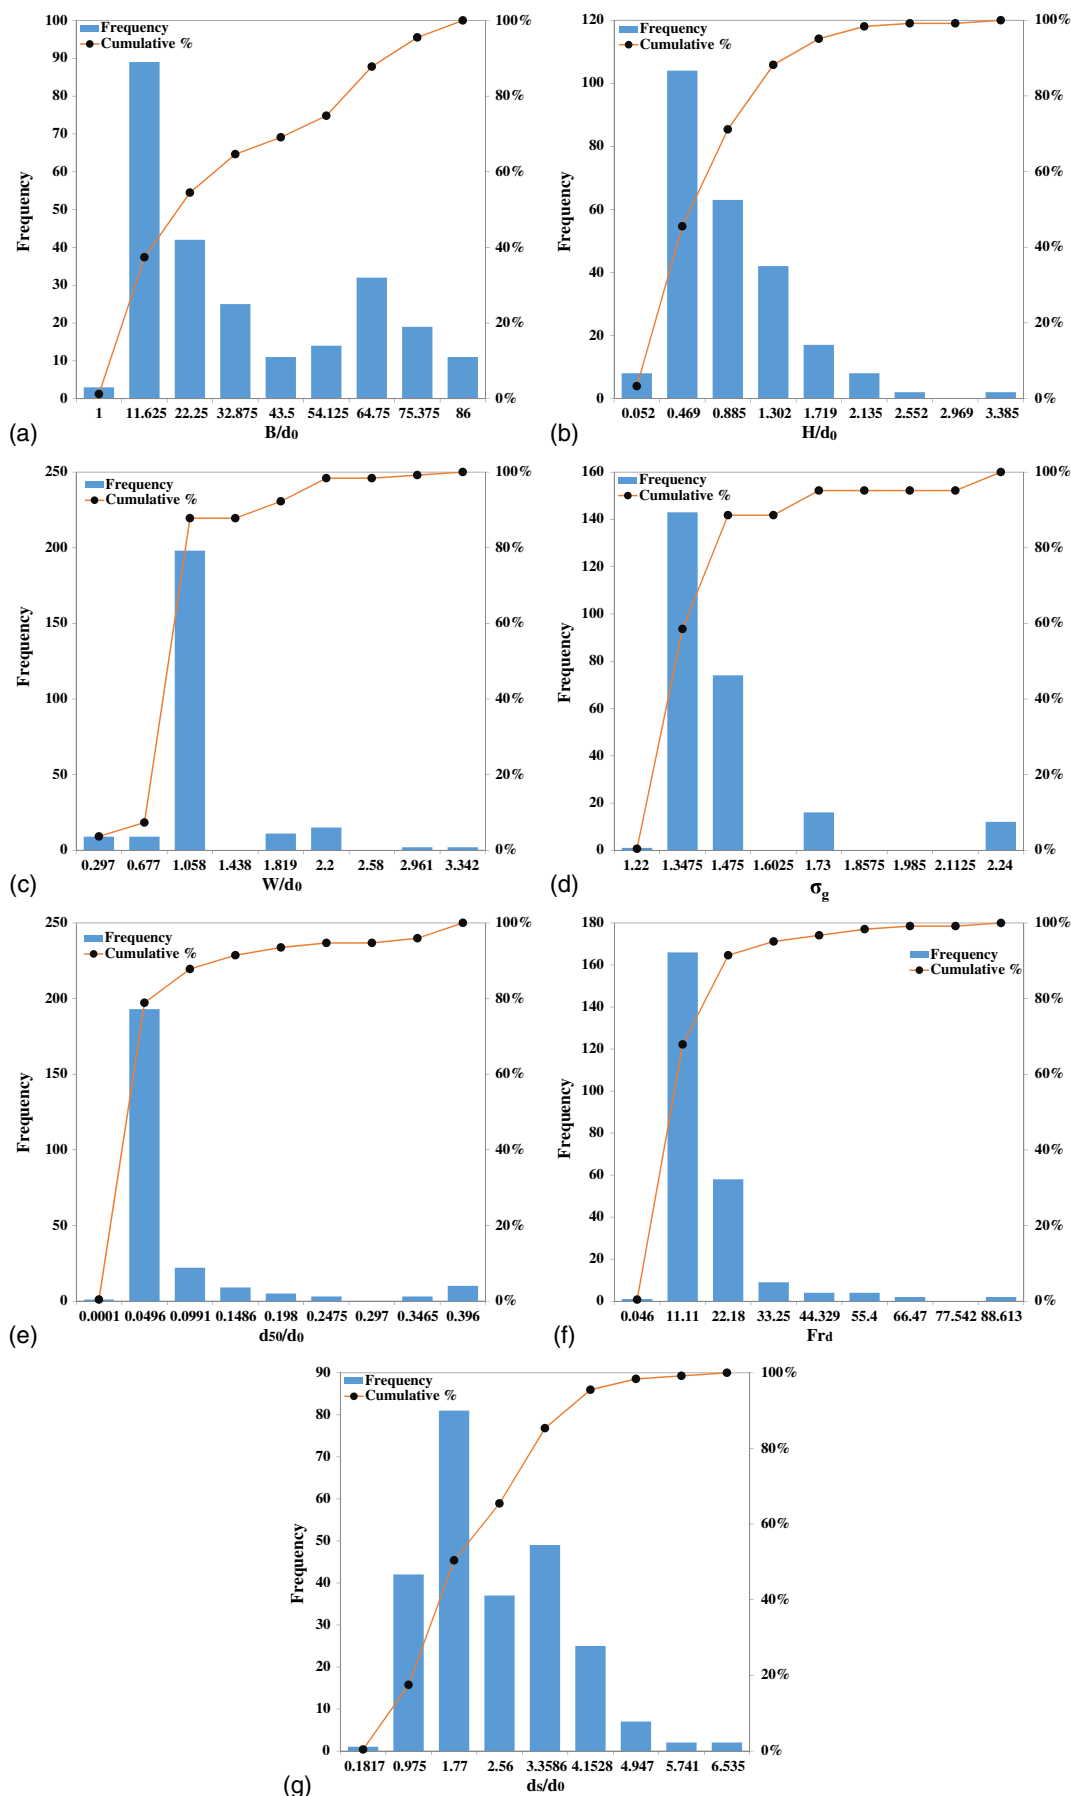 100 100%
Frequency
Cumulative %
90
80 80%
70
60 60%
50
40 40%
30
20 20%
10
0 0%
Frequency
1 11.625 22.25 32.875 43.5 54.125 64.75 75.375 86
(a) B/d0
120 100%
Frequency
Cumulative %
100 80%
80 60%
60
40 40%
20 20%
0 0%
Frequency
0.052 0.469 0.885 1.302 1.719 2.135 2.552 2.969 3.385
(b) H/d0
250 100%
Frequency
Cumulative %
200 80%
150 60%
100 40%
50 20%
0 0%
Frequency
0.297 0.677 1.058 1.438 1.819 2.2 2.58 2.961 3.342
(c) W/d0
160 100%
Frequency
Cumulative %
140
120 80%
100 60%
80
60 40%
40
20 20%
0 0%
Frequency
1.22 1.3475 1.475 1.6025 1.73 1.8575 1.985 2.1125 2.24
(d) σg
250 100%
Frequency
Cumulative %
200 80%
150 60%
100 40%
50 20%
0 0%
Frequency
0.0001 0.0496 0.0991 0.1486 0.198 0.2475 0.297 0.3465 0.396
(e) d50/d0
180 100%
Frequency
Cumulative %
160
140 80%
120
100 60%
80
60 40%
40
20 20%
0 0%
Frequency
0.046 11.11 22.18 33.25 44.329 55.4 66.47 77.542 88.613
(f) Frd
90 100%
Frequency
Cumulative %
80
70 80%
60
50 60%
40
30 40%
20
10 20%
0 0%
Frequency
0.1817 0.975 1.77 2.56 3.3586 4.1528 4.947 5.741 6.535
(g) ds/d0